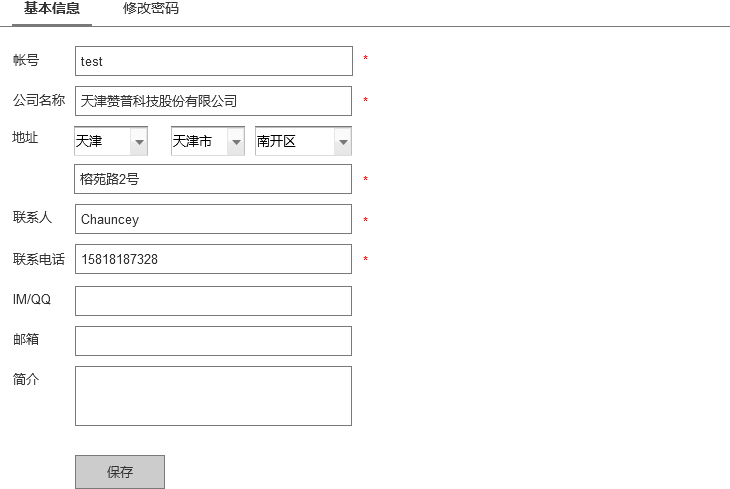 基本信息 修改密码
帐号 test *
公司名称 天津赞普科技股份有限公司 *
地址 天津 天津市 南开区
榕苑路2号 *
联系人 Chauncey *
联系电话 15818187328 *
IM/QQ
邮箱
简介
保存